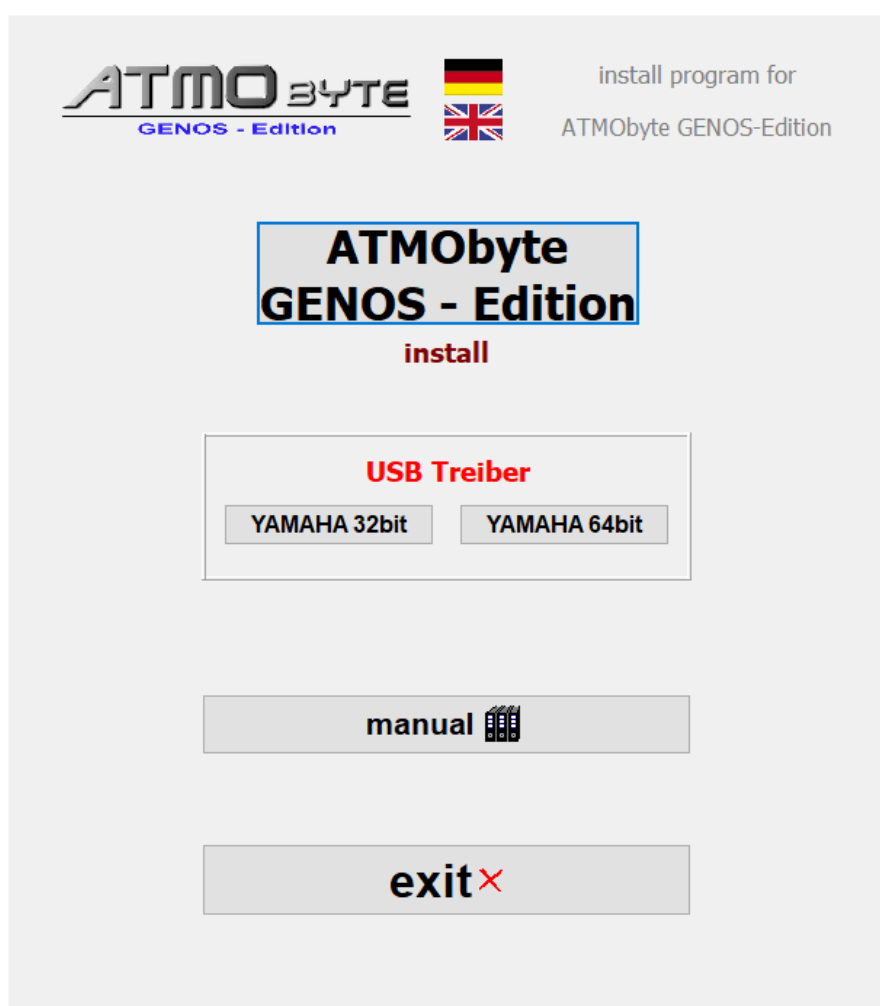 ATMO BYTE
GENOS - Edition
install program for
ATMObyte GENOS-Edition
ATMObyte
GENOS - Edition
install
USB Treiber
YAMAHA 32bit
YAMAHA 64bit
manual
exit